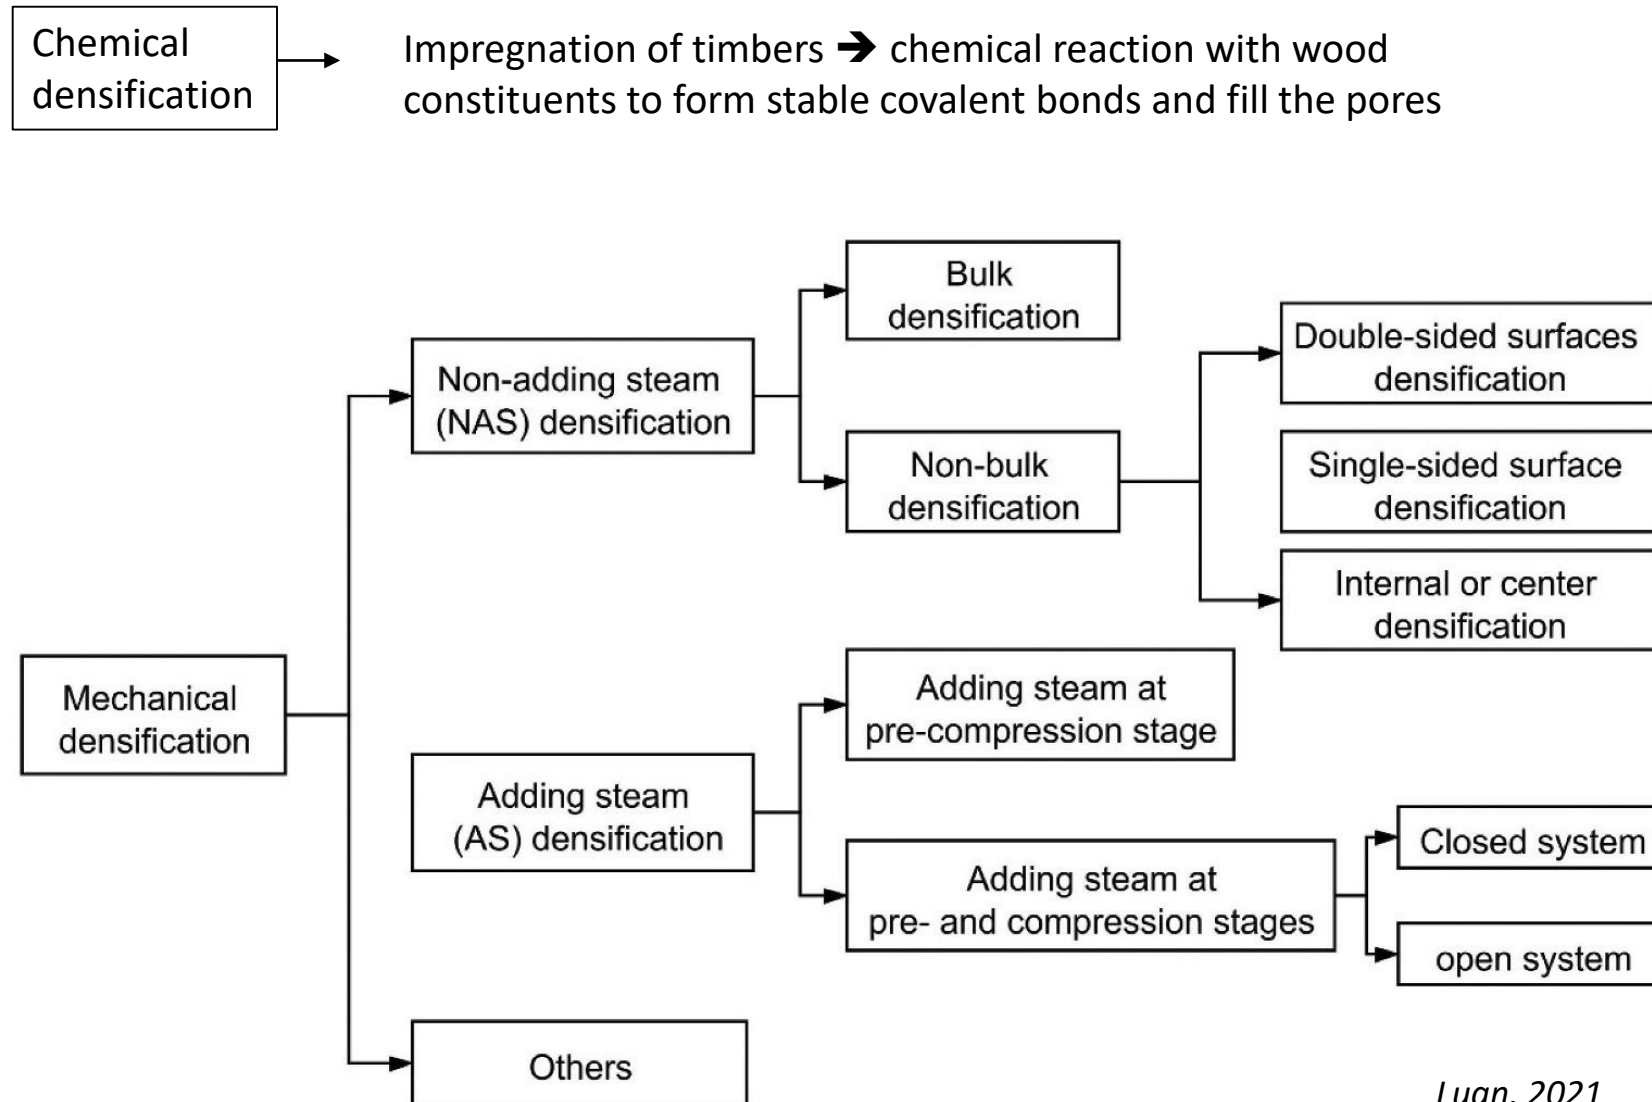 Chemical
densification
Impregnation of timbers ➔ chemical reaction with wood
constituents to form stable covalent bonds and fill the pores
Bulk
densification
Double-sided surfaces
densification
Non-adding steam
(NAS) densification
Non-bulk
densification
Single-sided surface
densification
Internal or center
densification
Mechanical
densification
Adding steam at
pre-compression stage
Adding steam
(AS) densification
Closed system
Adding steam at
pre- and compression stages
open system
Others
Luan, 2021